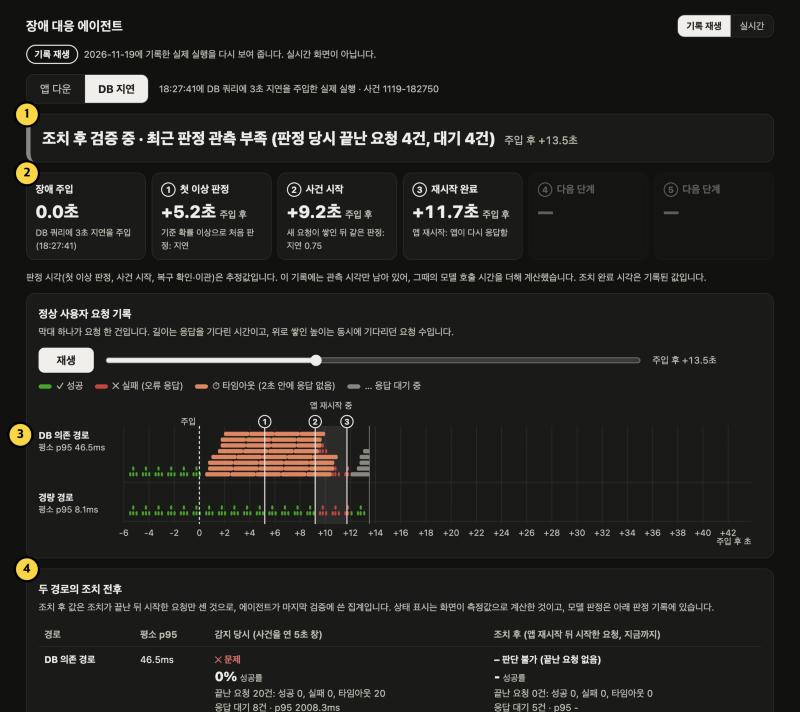 장애 대응 에이전트
기록 재생 실시간
기록 재생 2026-11-19에 기록한 실제 실행을 다시 보여 줍니다. 실시간 화면이 아닙니다.
앱 다운 DB 지연 18:27:41에 DB 쿼리에 3초 지연을 주입한 실제 실행 · 사건 1119-182750
1
조치 후 검증 중 · 최근 판정 관측 부족 (판정 당시 끝난 요청 4건, 대기 4건) 주입 후 +13.5초
2
장애 주입
0.0초
DB 쿼리에 3초 지연을 주입
(18:27:41)
1 첫 이상 판정
+5.2초 주입 후
기준 확률 이상으로 처음 판
정: 지연
2 사건 시작
+9.2초 주입 후
새 요청이 쌓인 뒤 같은 판정:
지연 0.75
3 재시작 완료
+11.7초 주입 후
앱 재시작: 앱이 다시 응답함
4 다음 단계
—
5 다음 단계
—
판정 시각(첫 이상 판정, 사건 시작, 복구 확인·이관)은 추정값입니다. 이 기록에는 관측 시각만 남아 있어, 그때의 모델 호출 시간을 더해 계산했습니다. 조치 완료 시각은 기록된 값입니다.
정상 사용자 요청 기록
막대 하나가 요청 한 건입니다. 길이는 응답을 기다린 시간이고, 위로 쌓인 높이는 동시에 기다리던 요청 수입니다.
재생 주입 후 +13.5초
✓ 성공 ✕ 실패 (오류 응답) ⏱ 타임아웃 (2초 안에 응답 없음) … 응답 대기 중
앱 재시작 중
주입 1 2 3
3
DB 의존 경로
평소 p95 46.5ms
경량 경로
평소 p95 8.1ms
-6 -4 -2 0 +2 +4 +6 +8 +10 +12 +14 +16 +18 +20 +22 +24 +26 +28 +30 +32 +34 +36 +38 +40 +42
주입 후 초
4
두 경로의 조치 전후
조치 후 값은 조치가 끝난 뒤 시작한 요청만 센 것으로, 에이전트가 마지막 검증에 쓴 집계입니다. 상태 표시는 화면이 측정값으로 계산한 것이고, 모델 판정은 아래 판정 기록에 있습니다.
경로 평소 p95 감지 당시 (사건을 연 5초 창) 조치 후 (앱 재시작 뒤 시작한 요청, 지금까지)
DB 의존 경로 46.5ms ✕ 문제 – 판단 불가 (끝난 요청 없음)
0% 성공률 - 성공률
끝난 요청 20건: 성공 0, 실패 0, 타임아웃 20 끝난 요청 0건: 성공 0, 실패 0, 타임아웃 0
응답 대기 8건 · p95 2008.3ms 응답 대기 5건 · p95 -